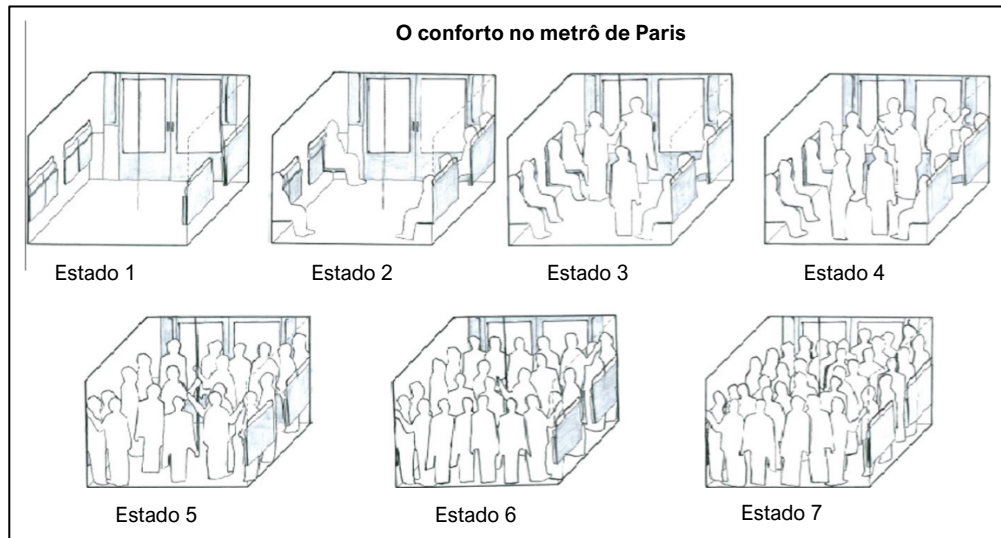 O conforto no metrô de Paris
Estado 1
Estado 2
Estado 3
Estado 4
Estado 5
Estado 6
Estado 7